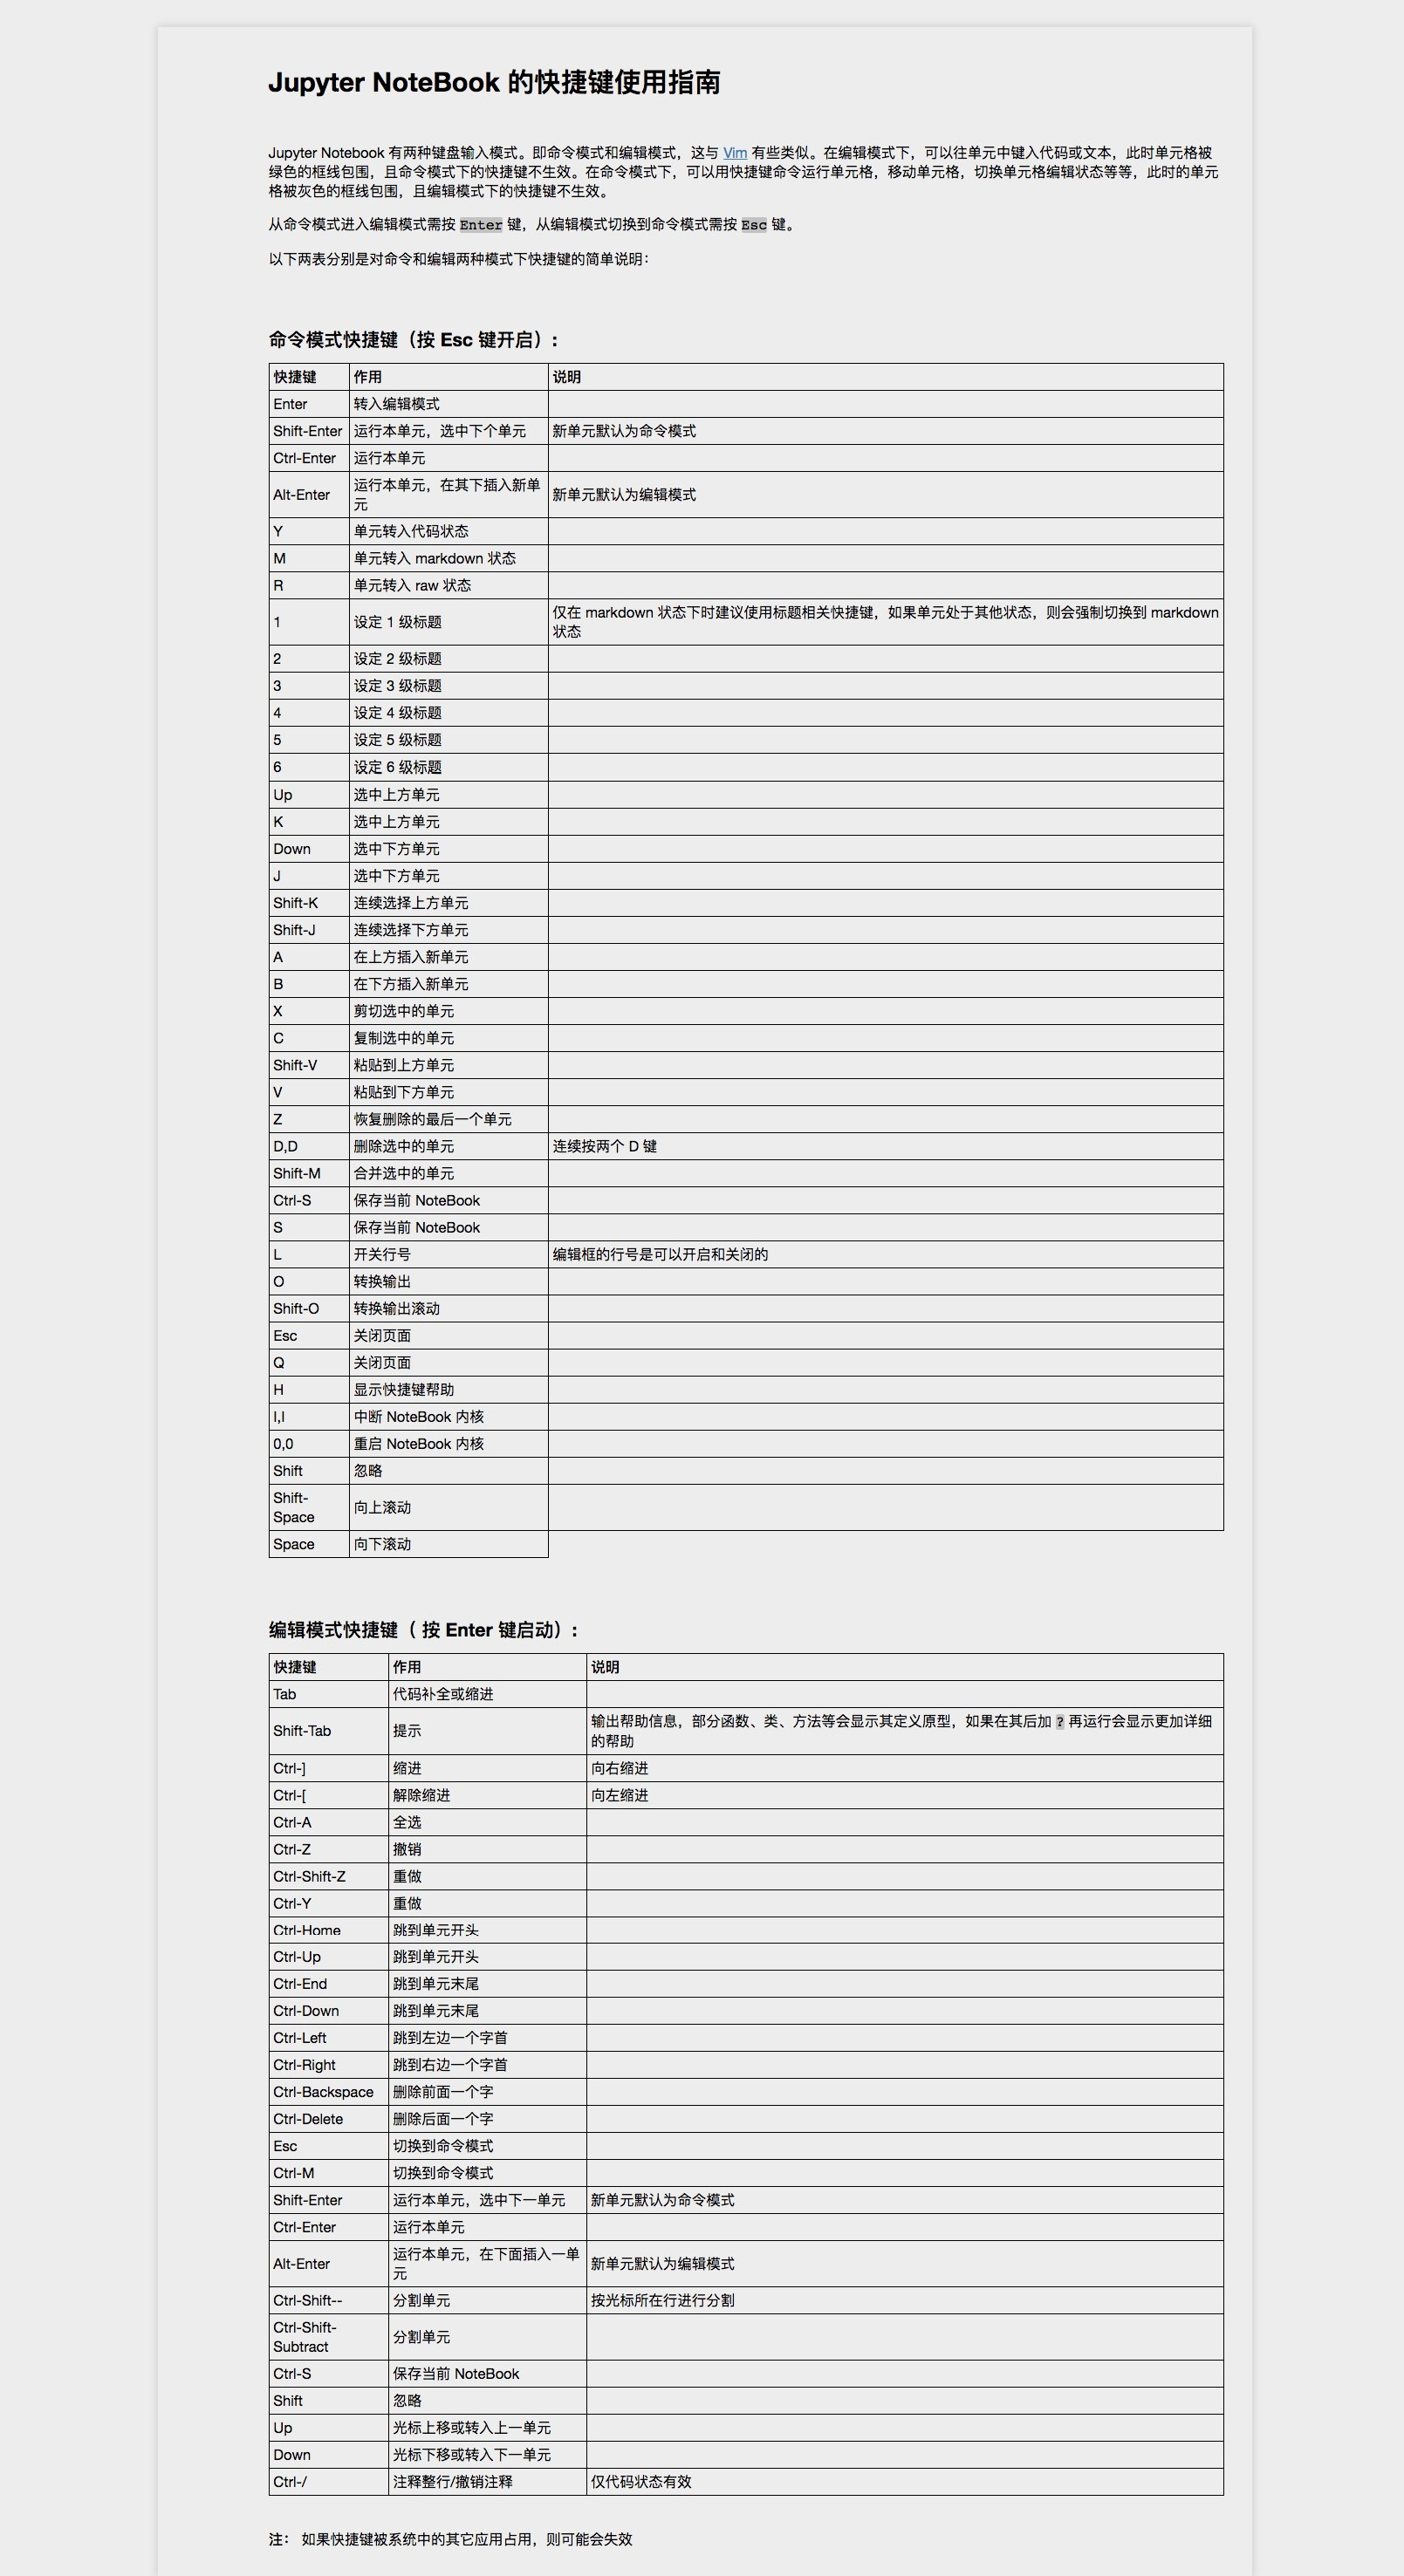 Jupyter NoteBook 的快捷键使用指南
Jupyter Notebook 有两种键盘输入模式。即命令模式和编辑模式，这与 Vim 有些类似。在编辑模式下，可以往单元中键入代码或文本，此时单元格被
绿色的框线包围，且命令模式下的快捷键不生效。在命令模式下，可以用快捷键命令运行单元格，移动单元格，切换单元格编辑状态等等，此时的单元
格被灰色的框线包围，且编辑模式下的快捷键不生效。
从命令模式进入编辑模式需按 Enter 键，从编辑模式切换到命令模式需按 Esc 键。
以下两表分别是对命令和编辑两种模式下快捷键的简单说明：
命令模式快捷键（按 Esc 键开启）:
快捷键 作用 说明
Enter 转入编辑模式
Shift-Enter 运行本单元，选中下个单元 新单元默认为命令模式
Ctrl-Enter 运行本单元
Alt-Enter 运行本单元，在其下插入新单
元 新单元默认为编辑模式
Y 单元转入代码状态
M 单元转入 markdown 状态
R 单元转入 raw 状态
1 设定 1 级标题 仅在 markdown 状态下时建议使用标题相关快捷键，如果单元处于其他状态，则会强制切换到 markdown
状态
2 设定 2 级标题
3 设定 3 级标题
4 设定 4 级标题
5 设定 5 级标题
6 设定 6 级标题
Up 选中上方单元
K 选中上方单元
Down 选中下方单元
J 选中下方单元
Shift-K 连续选择上方单元
Shift-J 连续选择下方单元
A 在上方插入新单元
B 在下方插入新单元
X 剪切选中的单元
C 复制选中的单元
Shift-V 粘贴到上方单元
V 粘贴到下方单元
Z 恢复删除的最后一个单元
D,D 删除选中的单元 连续按两个 D 键
Shift-M 合并选中的单元
Ctrl-S 保存当前 NoteBook
S 保存当前 NoteBook
L 开关行号 编辑框的行号是可以开启和关闭的
O 转换输出
Shift-O 转换输出滚动
Esc 关闭页面
Q 关闭页面
H 显示快捷键帮助
I,I 中断 NoteBook 内核
0,0 重启 NoteBook 内核
Shift 忽略
Shift-
Space 向上滚动
Space 向下滚动
编辑模式快捷键（ 按 Enter 键启动）:
快捷键 作用 说明
Tab 代码补全或缩进
Shift-Tab 提示 输出帮助信息，部分函数、类、方法等会显示其定义原型，如果在其后加 ? 再运行会显示更加详细
的帮助
Ctrl-] 缩进 向右缩进
Ctrl-[ 解除缩进 向左缩进
Ctrl-A 全选
Ctrl-Z 撤销
Ctrl-Shift-Z 重做
Ctrl-Y 重做
Ctrl-Home 跳到单元开头
Ctrl-Up 跳到单元开头
Ctrl-End 跳到单元末尾
Ctrl-Down 跳到单元末尾
Ctrl-Left 跳到左边一个字首
Ctrl-Right 跳到右边一个字首
Ctrl-Backspace 删除前面一个字
Ctrl-Delete 删除后面一个字
Esc 切换到命令模式
Ctrl-M 切换到命令模式
Shift-Enter 运行本单元，选中下一单元 新单元默认为命令模式
Ctrl-Enter 运行本单元
Alt-Enter 运行本单元，在下面插入一单
元 新单元默认为编辑模式
Ctrl-Shift-- 分割单元 按光标所在行进行分割
Ctrl-Shift-
Subtract 分割单元
Ctrl-S 保存当前 NoteBook
Shift 忽略
Up 光标上移或转入上一单元
Down 光标下移或转入下一单元
Ctrl-/ 注释整行/撤销注释 仅代码状态有效
注： 如果快捷键被系统中的其它应用占用，则可能会失效